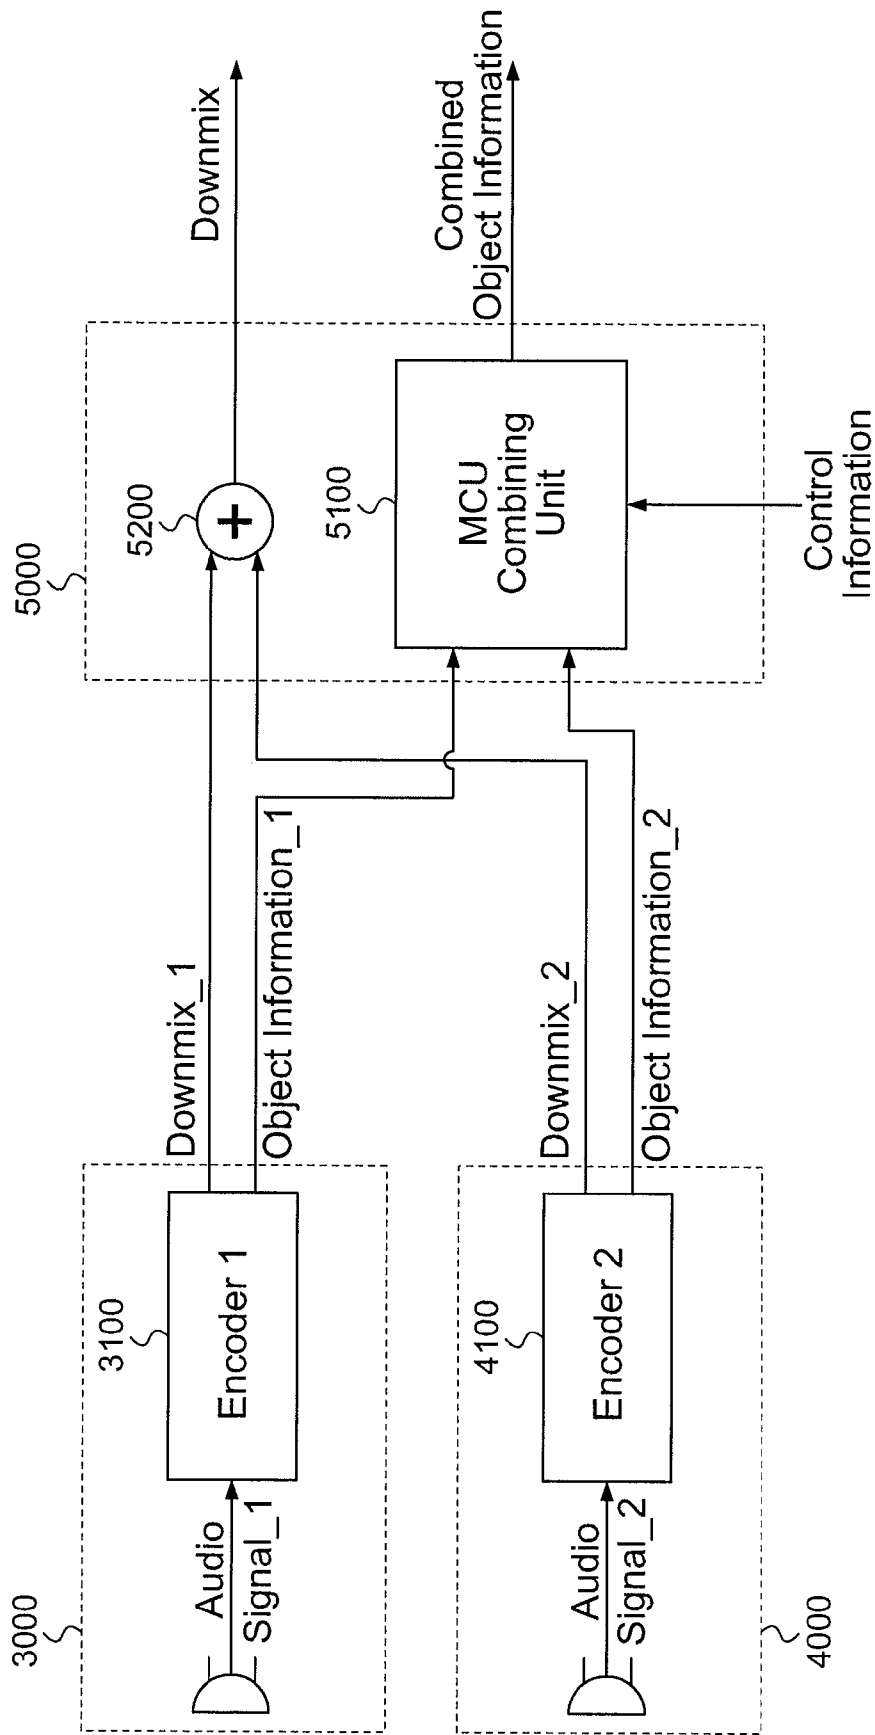 3000
Audio
Signal_1
3100
Encoder 1
Downmix_1
Object Information_1
4000
Audio
Signal_2
4100
Encoder 2
Downmix_2
Object Information_2
5000
5200
+
5100
MCU
Combining
Unit
Control
Information
Downmix
Combined
Object Information